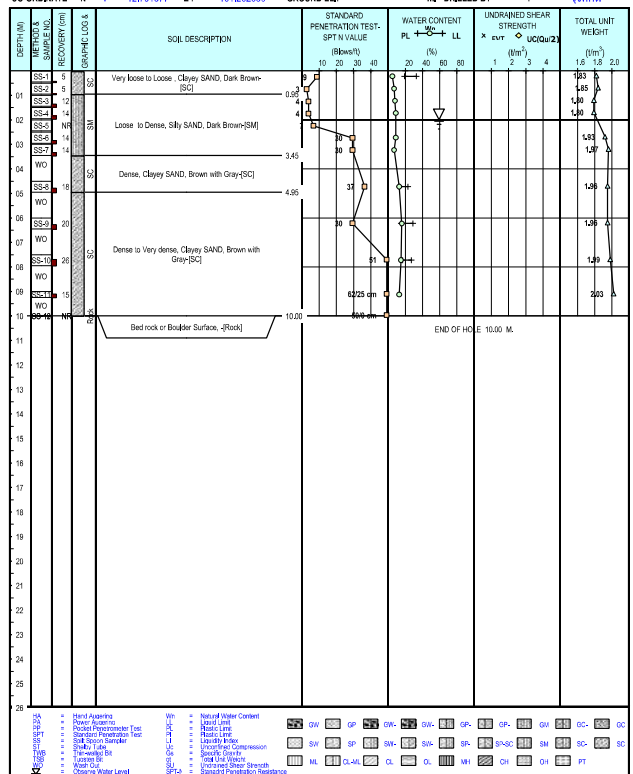 DEPTH (M)
METHOD & SAMPLE NO.
RECOVERY (cm)
GRAPHIC LOG &
SOIL DESCRIPTION
STANDARD PENETRATION TEST- SPT N VALUE
(Blows/ft)
10 20 30 40 50
WATER CONTENT
PL LL
(%)
20 40 60 80
UNDRAINED SHEAR STRENGTH
× FVT UC(Qu/2)
(t/m²)
1 2 3 4
TOTAL UNIT WEIGHT
(t/m³)
1.6 1.8 2.0
SS-1 5 SC Very loose to Loose , Clayey SAND, Dark Brown-[SC] 9 1.83
SS-2 5 0.95 3 1.85
01 SS-3 12 4 1.80
SS-4 14 4 1.80
02 SS-5 NR SM Loose to Dense, Silty SAND, Dark Brown-[SM]
SS-6 14 30 1.93
03 SS-7 14 3.45 30 1.97
WO
04 SC Dense, Clayey SAND, Brown with Gray-[SC]
SS-8 18 37 1.96
05 4.95
WO
06 SS-9 20 30 1.96
WO
07 SC Dense to Very dense, Clayey SAND, Brown with Gray-[SC]
SS-10 26 51 1.99
08 WO
09 SS-11 15 62/25 cm 2.03
WO
10 SS-12 NR Rock 10.00 50/0 cm
Bed rock or Boulder Surface, -[Rock]
END OF HOLE 10.00 M.
11
12
13
14
15
16
17
18
19
20
21
22
23
24
25
26
HA = Hand Augering Wn = Natural Water Content
PA = Power Augering LL = Liquid Limit
PP = Pocket Penetrometer Test PL = Plastic Limit
SPT = Standard Penetration Test PI = Plastic Limit
SS = Split Spoon Sampler LI = Liquidity Index
ST = Shelby Tube Uc = Unconfined Compression
TWB = Thin-walled Bit Gs = Specific Gravity
TSB = Tugsten Bit gt = Total Unit Weight
WO = Wash Out SU = Undrained Shear Strength
= Observe Water Level SPT-N = Stanadrd Penetration Resistance
GW GP GW- GW- GP- GP- GM GC- GC
SW SP SW- SW- SP- SP-SC SM SC- SC
ML CL-ML CL OL MH CH OH PT